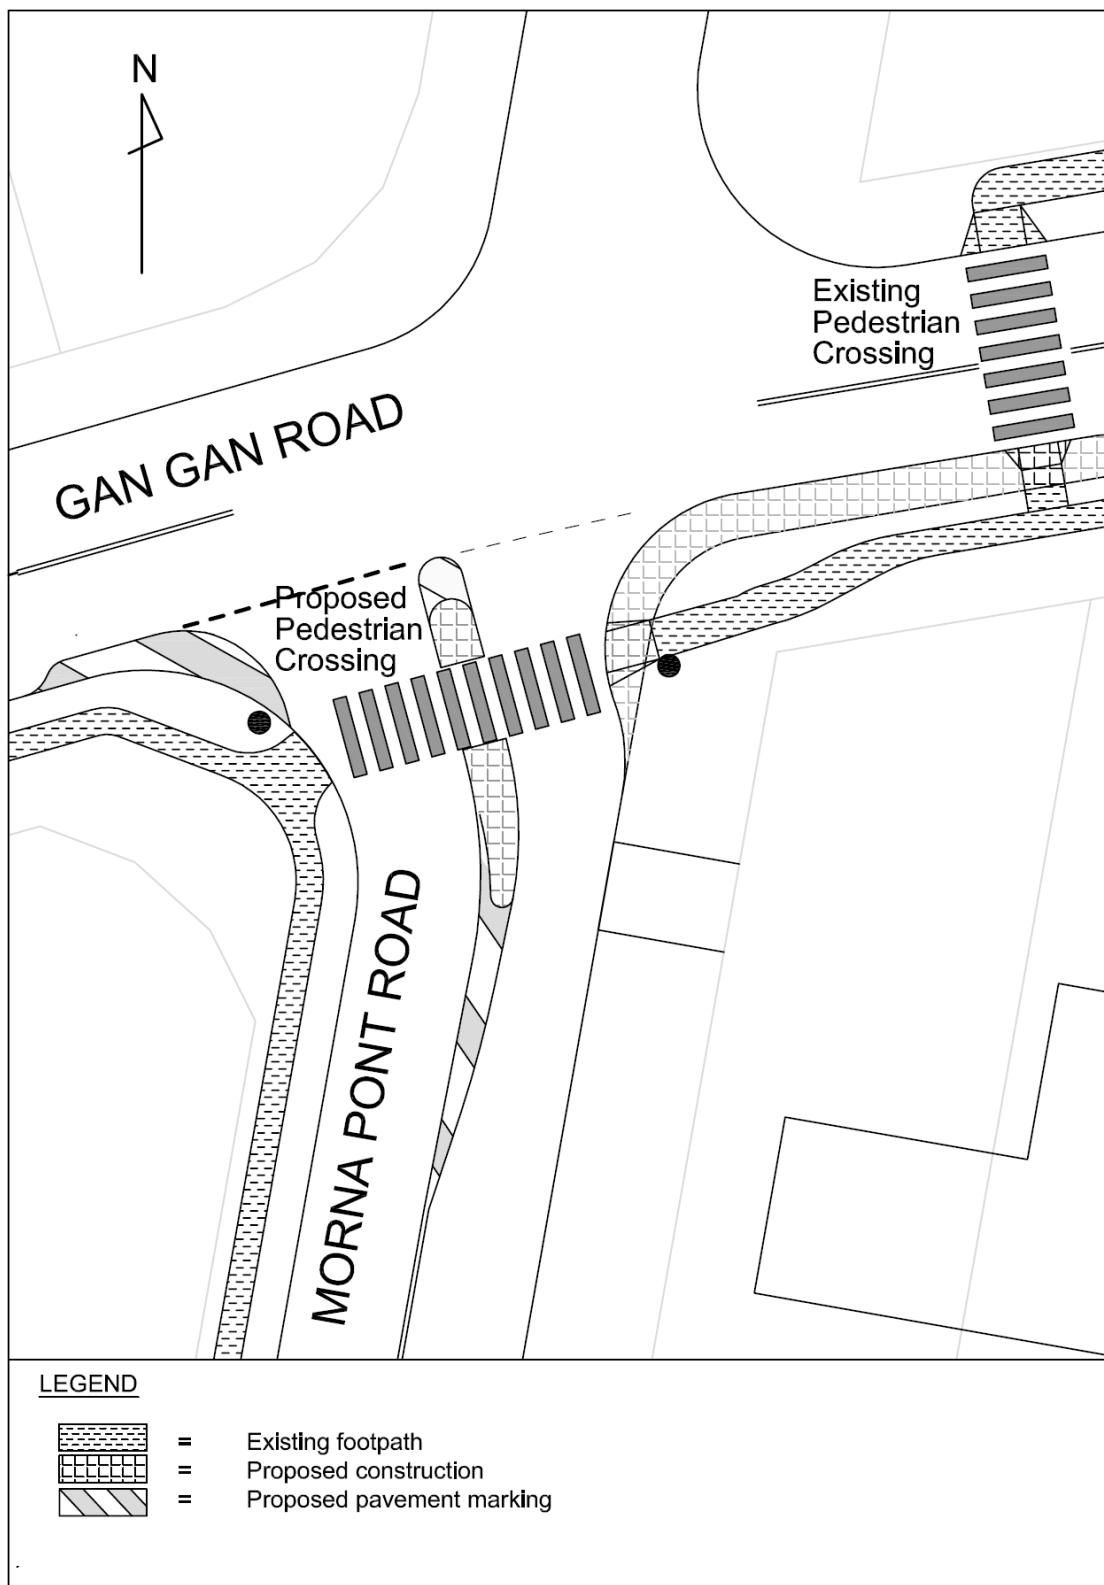 N
Existing
Pedestrian
Crossing
GAN GAN ROAD
Proposed
Pedestrian
Crossing
MORNA PONT ROAD
LEGEND
= Existing footpath
= Proposed construction
= Proposed pavement marking